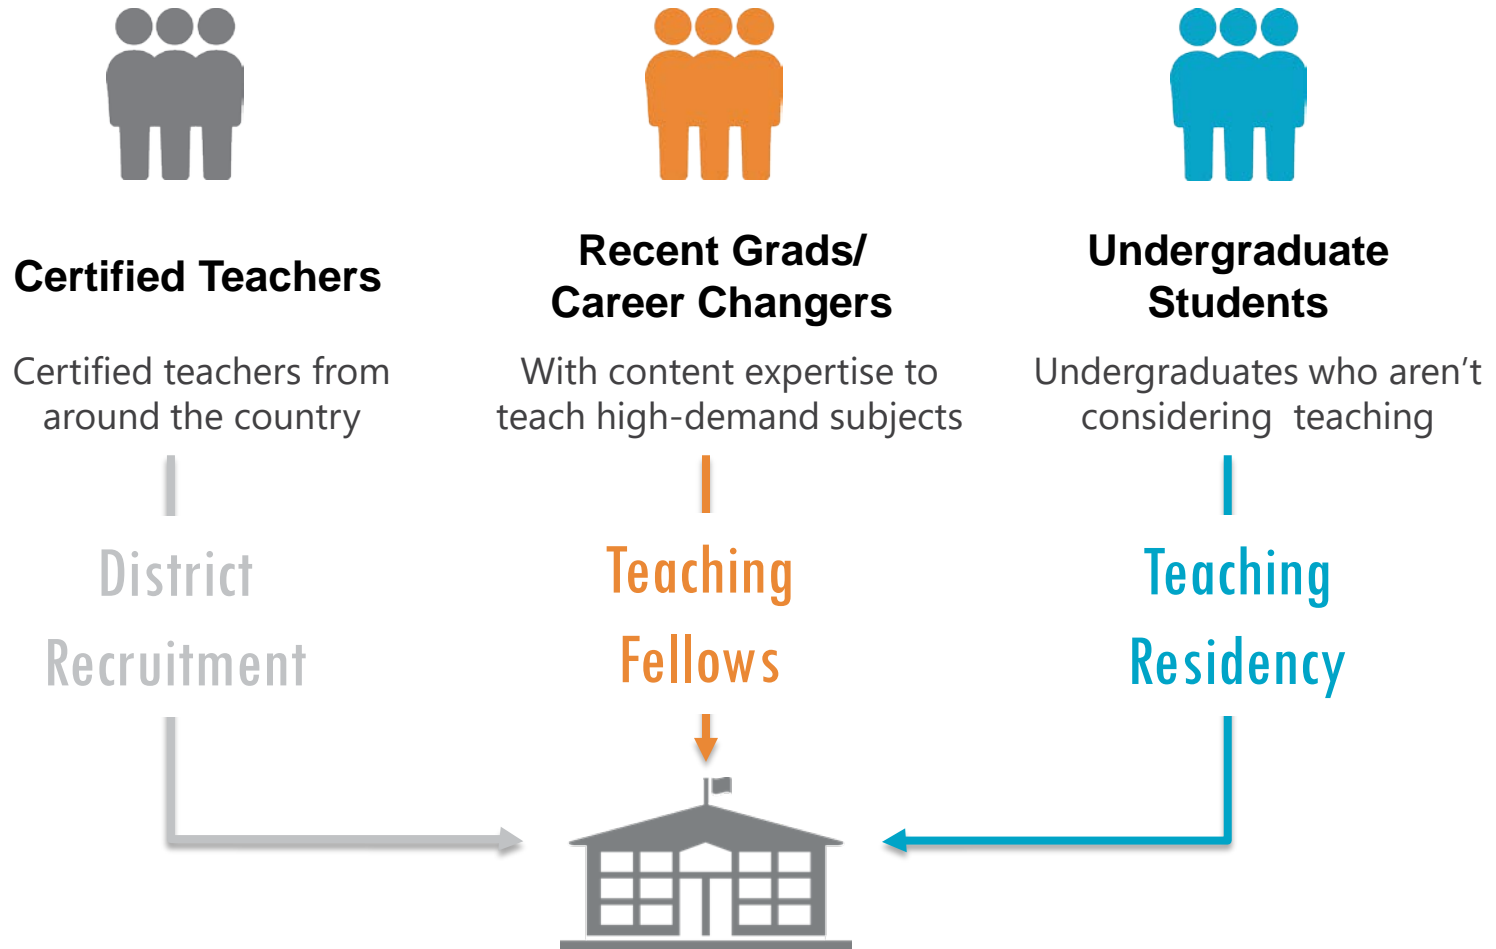 Certified Teachers
Certified teachers from
around the country
District
Recruitment
Recent Grads/
Career Changers
With content expertise to
teach high-demand subjects
Teaching
Fellows
Undergraduate
Students
Undergraduates who aren’t
considering  teaching
Teaching
Residency